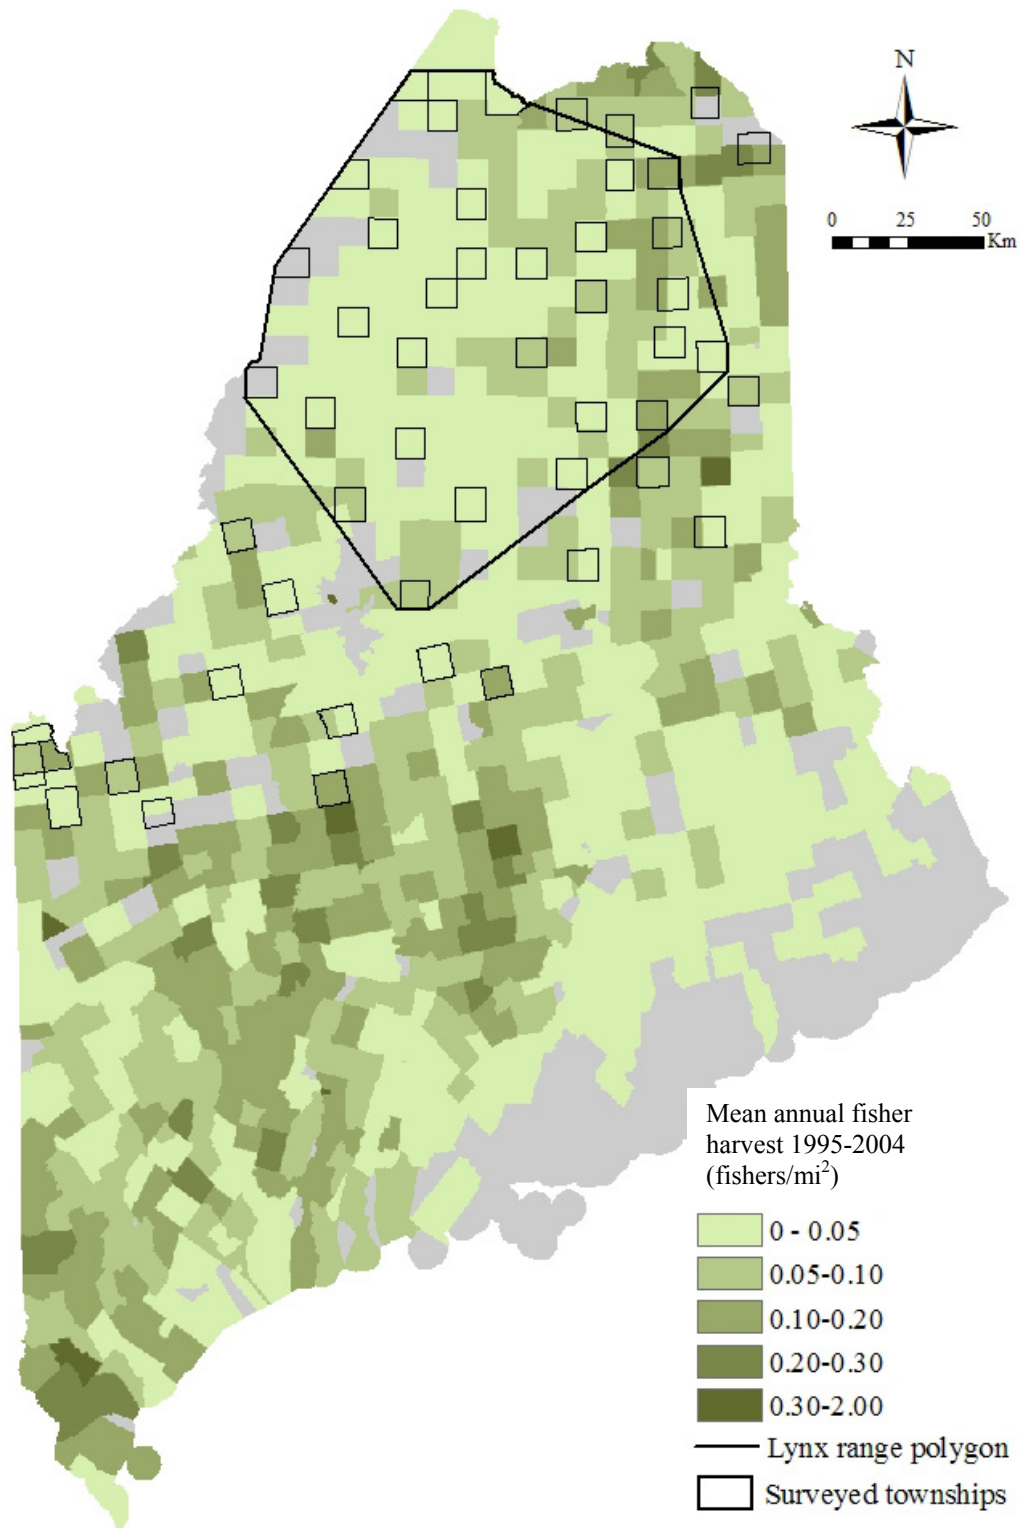 N
0 25 50
Km
Mean annual fisher
harvest 1995-2004
(fishers/mi²)
0 - 0.05
0.05-0.10
0.10-0.20
0.20-0.30
0.30-2.00
Lynx range polygon
Surveyed townships